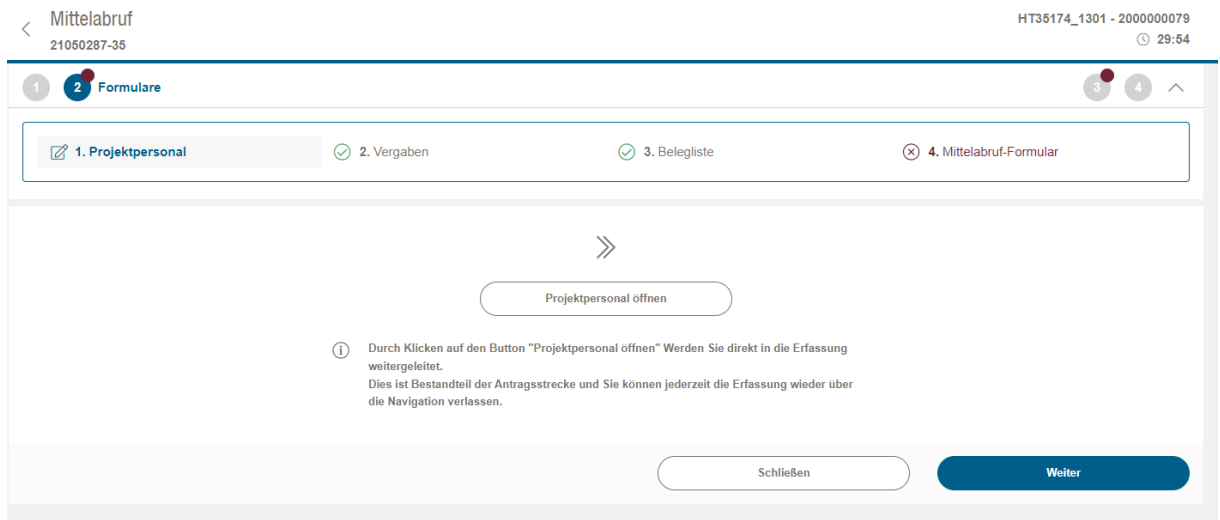 Mittelabruf
21050287-35
HT35174_1301 - 2000000079
29:54
1 2 Formulare 3 4
1. Projektpersonal 2. Vergaben 3. Belegliste 4. Mittelabruf-Formular
Projektpersonal öffnen
Durch Klicken auf den Button "Projektpersonal öffnen" Werden Sie direkt in die Erfassung
weitergeleitet.
Dies ist Bestandteil der Antragsstrecke und Sie können jederzeit die Erfassung wieder über
die Navigation verlassen.
Schließen Weiter